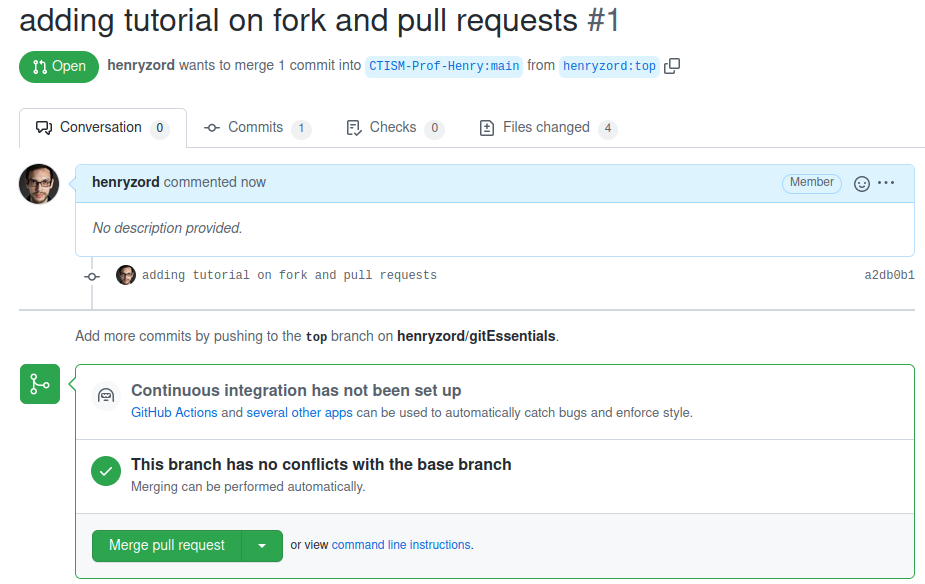 adding tutorial on fork and pull requests #1
Open henryzord wants to merge 1 commit into CTISM-Prof-Henry:main from henryzord:top
Conversation 0 Commits 1 Checks 0 Files changed 4
henryzord commented now Member
No description provided.
adding tutorial on fork and pull requests a2db0b1
Add more commits by pushing to the top branch on henryzord/gitEssentials.
Continuous integration has not been set up
GitHub Actions and several other apps can be used to automatically catch bugs and enforce style.
This branch has no conflicts with the base branch
Merging can be performed automatically.
Merge pull request or view command line instructions.